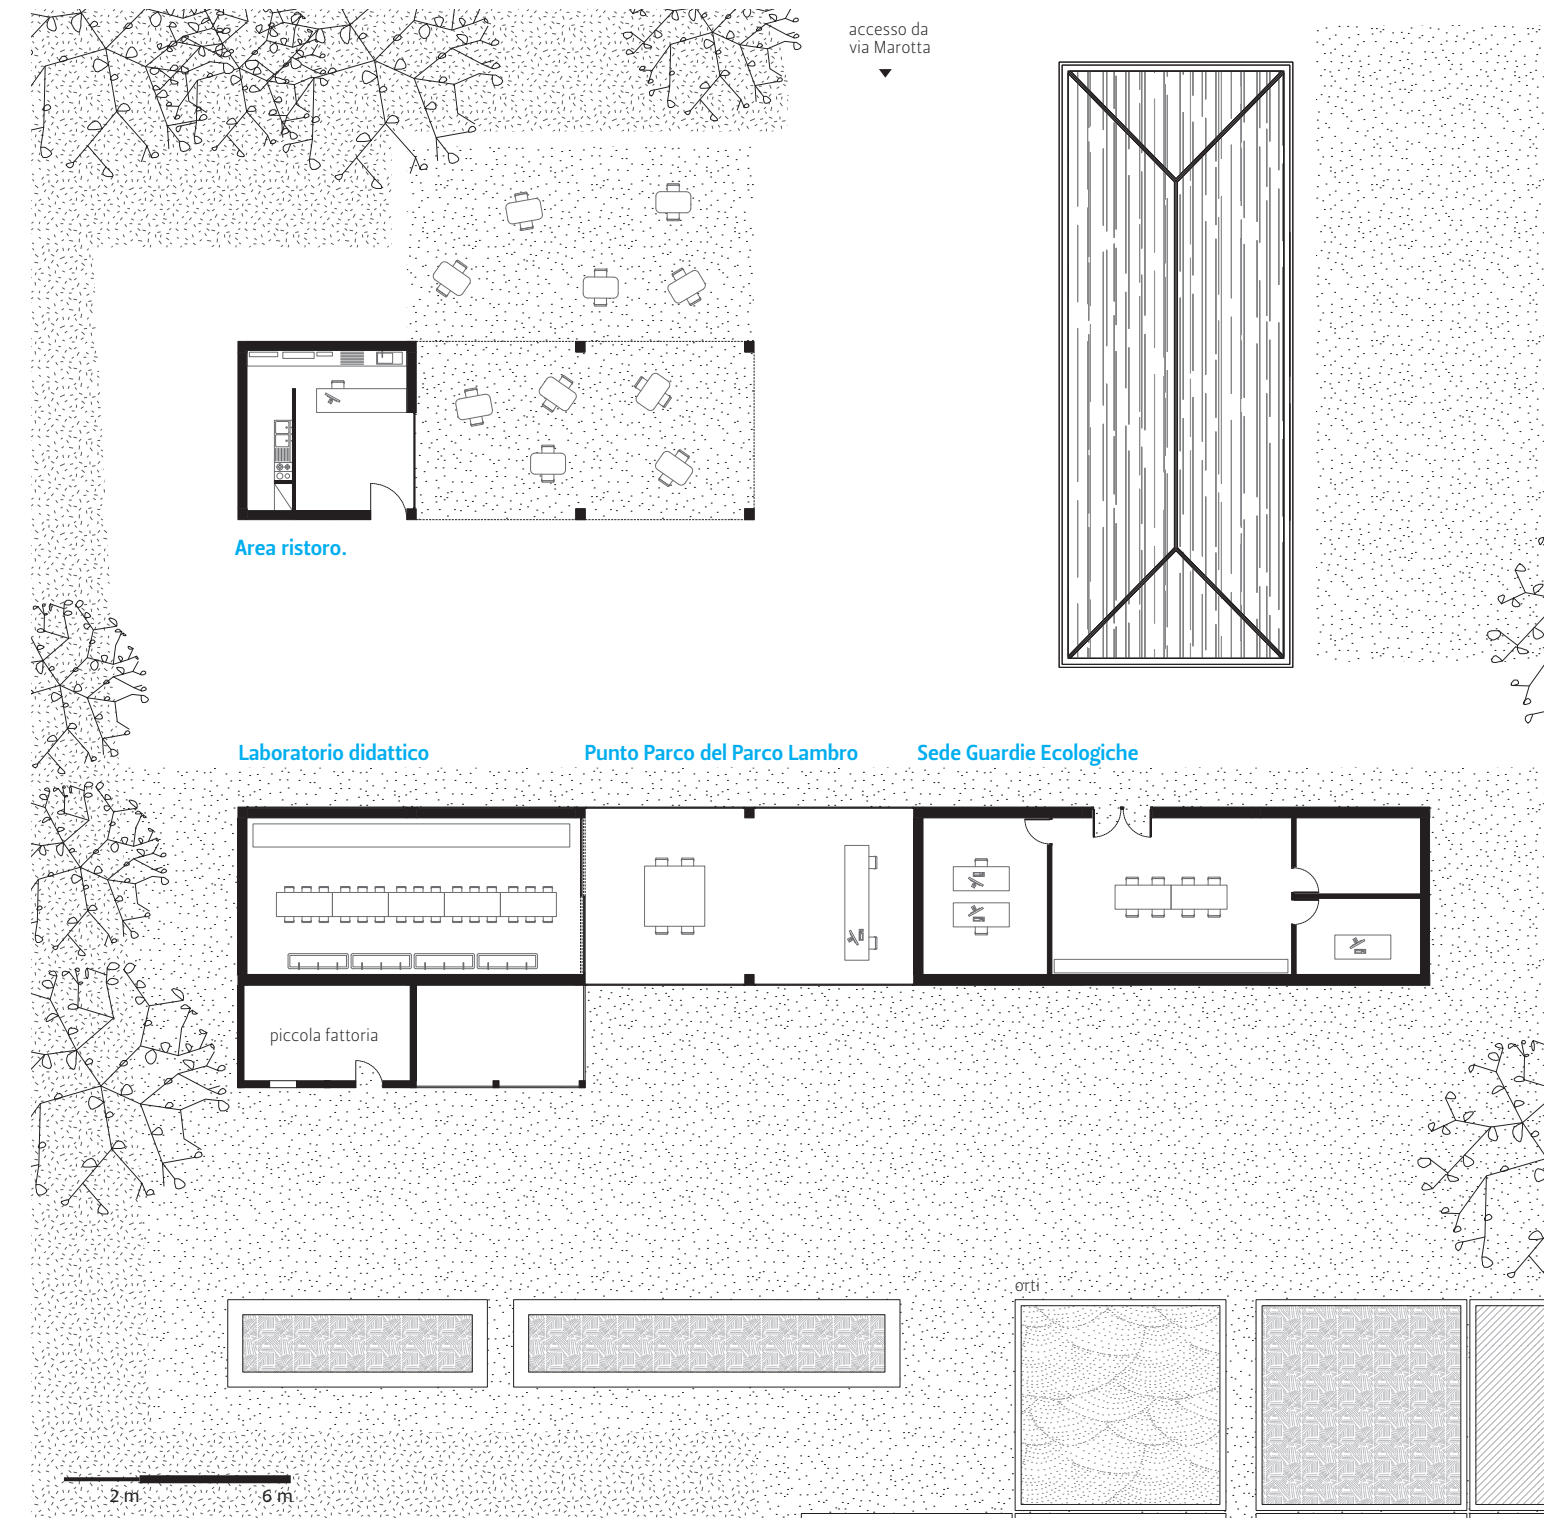 accesso da
via Marotta
Area ristoro.
Laboratorio didattico
Punto Parco del Parco Lambro
Sede Guardie Ecologiche
piccola fattoria
orti
2 m
6 m